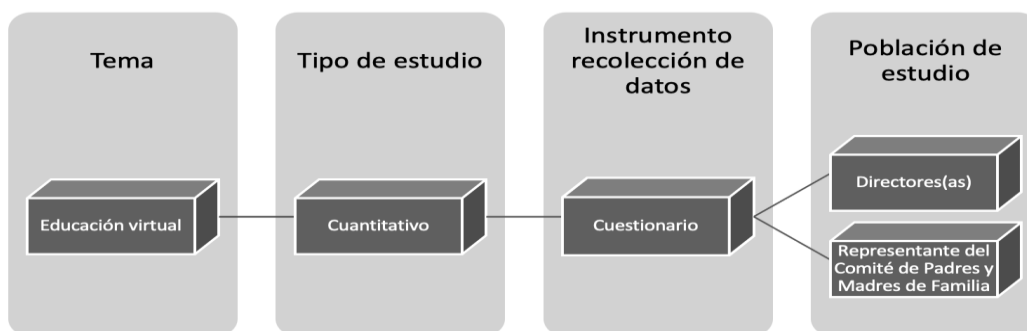 Tema
Educación virtual
Tipo de estudio
Cuantitativo
Instrumento
recolección de
datos
Cuestionario
Población de
estudio
Directores(as)
Representante del
Comité de Padres y
Madres de Familia